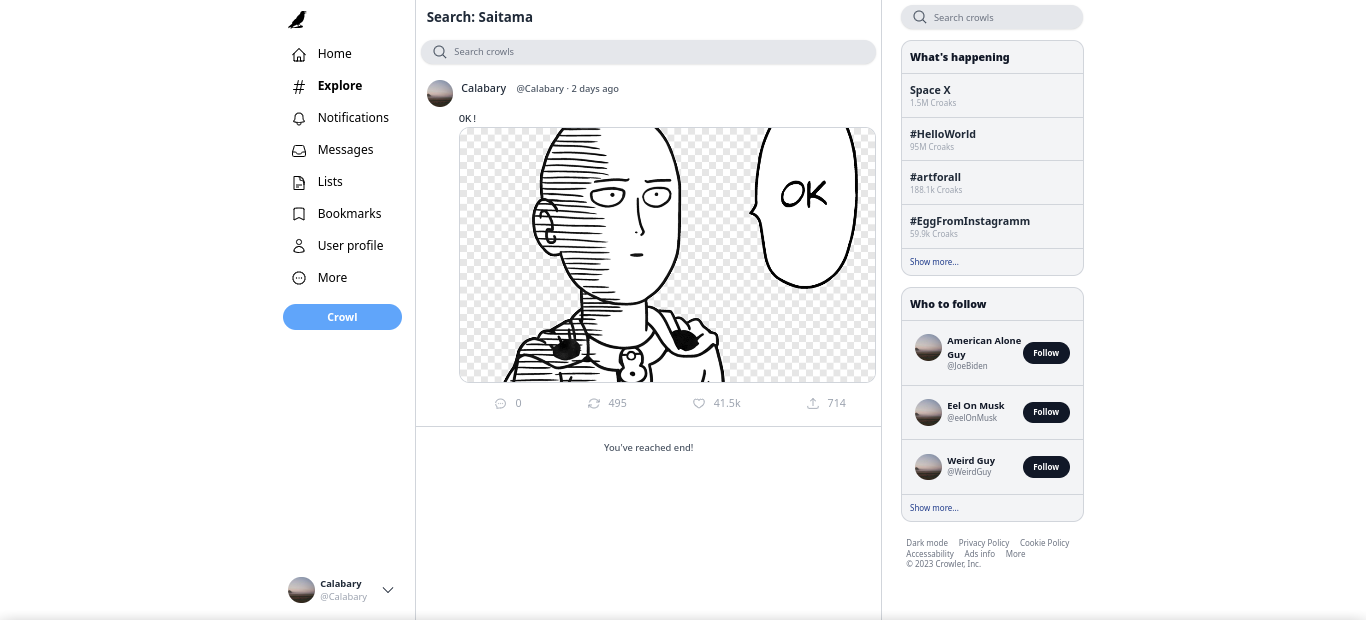 Home
Explore
Notifications
Messages
Lists
Bookmarks
User profile
More
Crowl
Calabary
@Calabary
Search: Saitama
Search crowls
Calabary @Calabary · 2 days ago
OK!
OK
0 495 41.5k 714
You've reached end!
Search crowls
What's happening
Space X
1.5M Croaks
#HelloWorld
95M Croaks
#artforall
188.1k Croaks
#EggFromInstagramm
59.9k Croaks
Show more...
Who to follow
American Alone
Guy
@JoeBiden
Follow
Eel On Musk
@eelOnMusk
Follow
Weird Guy
@WeirdGuy
Follow
Show more...
Dark mode Privacy Policy Cookie Policy
Accessability Ads info More
© 2023 Crowler, Inc.